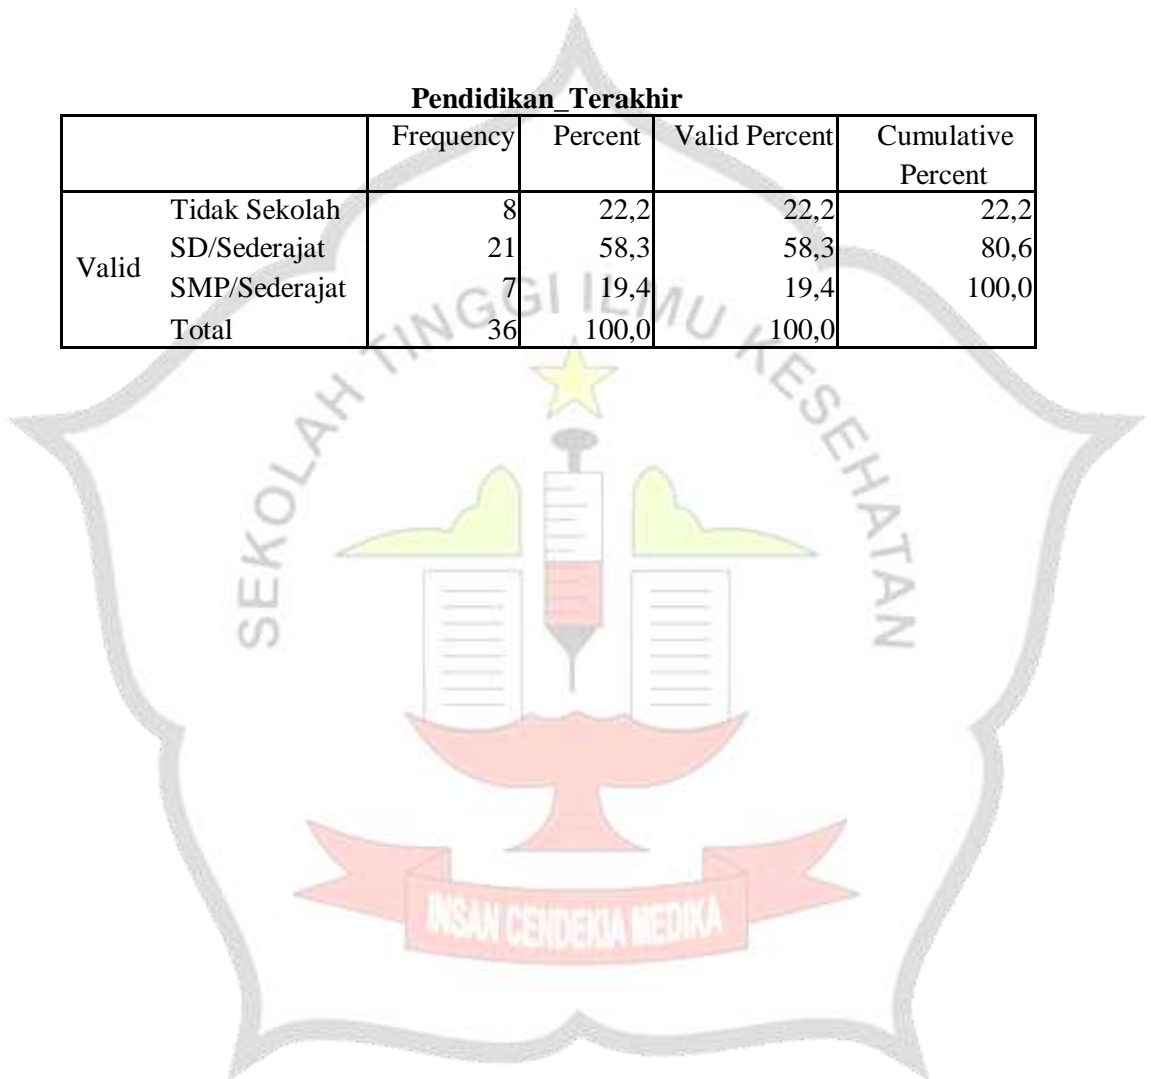 Pendidikan_Terakhir
Frequency Percent Valid Percent Cumulative Percent
Valid Tidak Sekolah 8 22,2 22,2 22,2
SD/Sederajat 21 58,3 58,3 80,6
SMP/Sederajat 7 19,4 19,4 100,0
Total 36 100,0 100,0
SEKOLAH TINGGI ILMU KESEHATAN
INSAN CENDEKIA MEDIKA